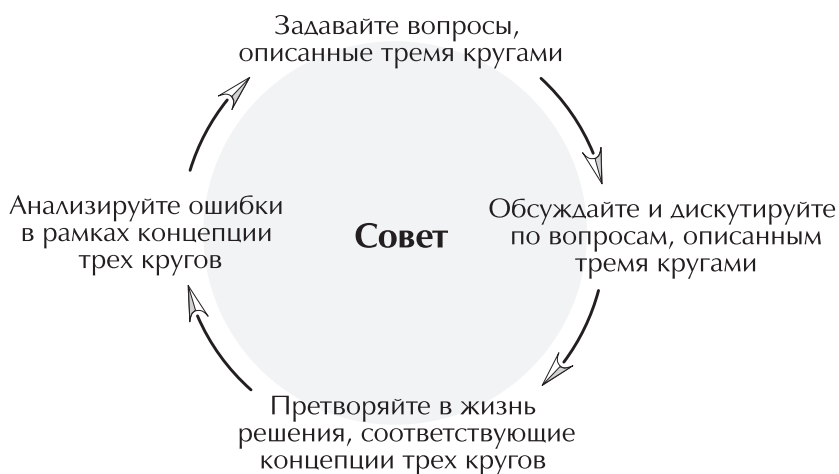 Задавайте вопросы,
описанные тремя кругами
Обсуждайте и дискутируйте
по вопросам, описанным
тремя кругами
Претворяйте в жизнь
решения, соответствующие
концепции трех кругов
Анализируйте ошибки
в рамках концепции
трех кругов
Совет